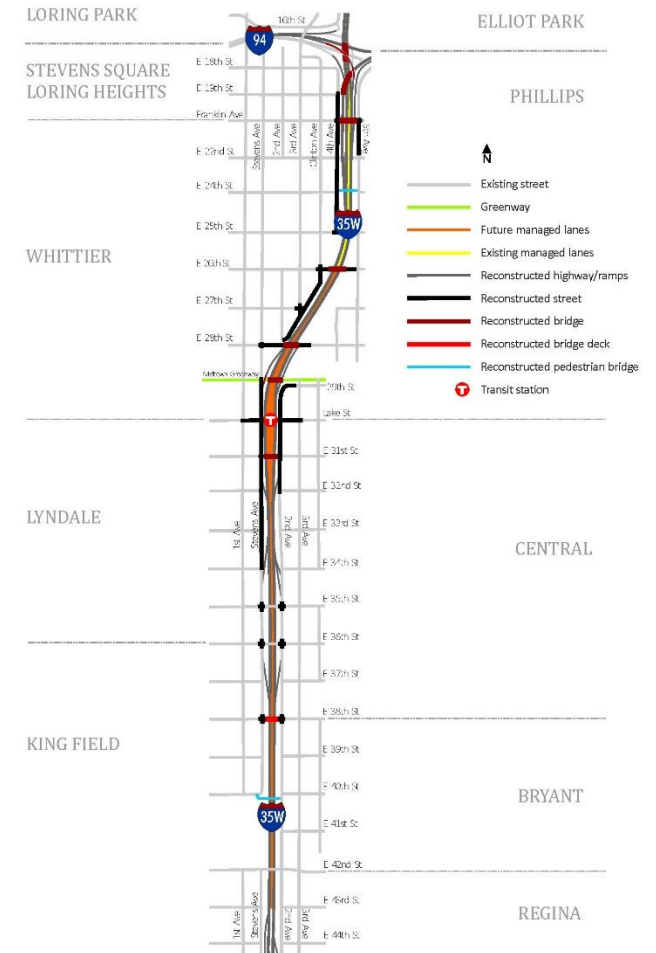 LORING PARK
16th St
ELLIOT PARK
94
E 18th St
STEVENS SQUARE
LORING HEIGHTS
E 19th St
PHILLIPS
Franklin Ave
Stevens Ave
2nd Ave
3rd Ave
Clinton Ave
4th Ave
5th Ave
E 22nd St
N
E 24th St
Existing street
Greenway
35W
E 25th St
Future managed lanes
WHITTIER
Existing managed lanes
E 26th St
Reconstructed highway/ramps
Reconstructed street
E 27th St
Reconstructed bridge
E 28th St
Reconstructed bridge deck
Reconstructed pedestrian bridge
Midtown Greenway
29th St
T
Transit station
Lake St
T
E 31st St
E 32nd St
LYNDALE
1st Ave
Stevens Ave
2nd Ave
3rd Ave
E 33rd St
CENTRAL
E 34th St
E 35th St
E 36th St
E 37th St
E 38th St
KING FIELD
E 39th St
E 40th St
BRYANT
35W
E 41st St
E 42nd St
1st Ave
Stevens Ave
2nd Ave
3rd Ave
E 43rd St
REGINA
E 44th St